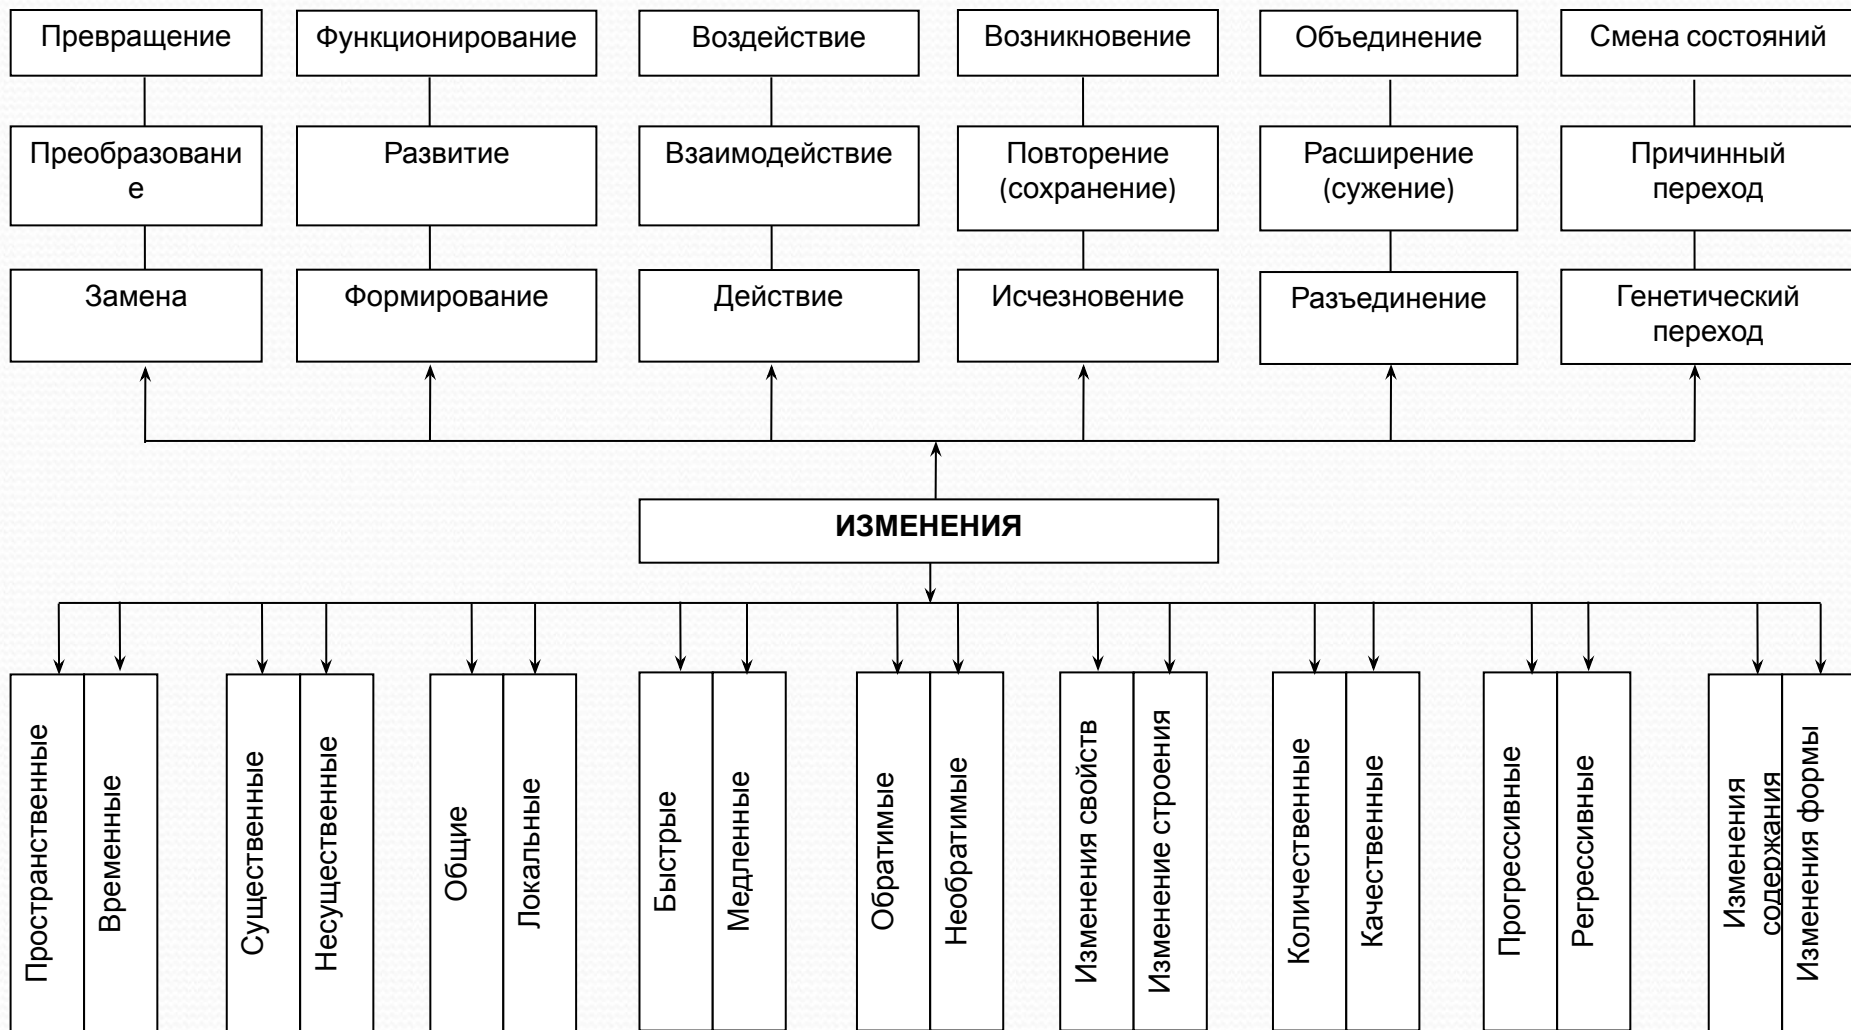 Превращение
Функционирование
Воздействие
Возникновение
Объединение
Смена состояний
Преобразовани
е
Развитие
Взаимодействие
Повторение
(сохранение)
Расширение
(сужение)
Причинный
переход
Замена
Формирование
Действие
Исчезновение
Разъединение
Генетический
переход
ИЗМЕНЕНИЯ
Пространственные
Временные
Существенные
Несущественные
Общие
Локальные
Быстрые
Медленные
Обратимые
Необратимые
Изменения свойств
Изменение строения
Количественные
Качественные
Прогрессивные
Регрессивные
Изменения
содержания
Изменения формы